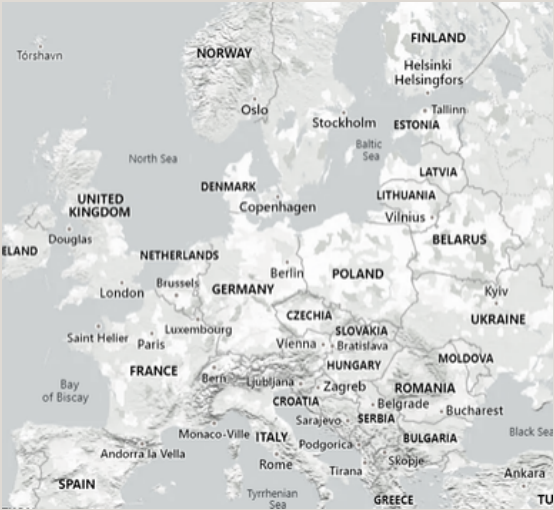 FINLAND
NORWAY
Tórshavn
Helsinki
Helsingfors
Oslo
Tallinn
Stockholm
ESTONIA
Baltic
Sea
North Sea
LATVIA
DENMARK
LITHUANIA
UNITED
KINGDOM
Copenhagen
Vilnius
Douglas
BELARUS
ELAND
NETHERLANDS
Berlin
POLAND
Brussels
GERMANY
London
Kyiv
CZECHIA
UKRAINE
Luxembourg
SLOVAKIA
Saint Helier
Paris
Vienna
Bratislava
MOLDOVA
HUNGARY
FRANCE
Bern
Ljubljana
Zagreb
ROMANIA
Bay
of Biscay
CROATIA
Belgrade
Bucharest
Sarajevo
SERBIA
Monaco-Ville
ITALY
Podgorica
BULGARIA
Black Sea
Andorra la Vella
Rome
Tirana
Skopje
Ankara
SPAIN
Tyrrhenian
Sea
GREECE
TU